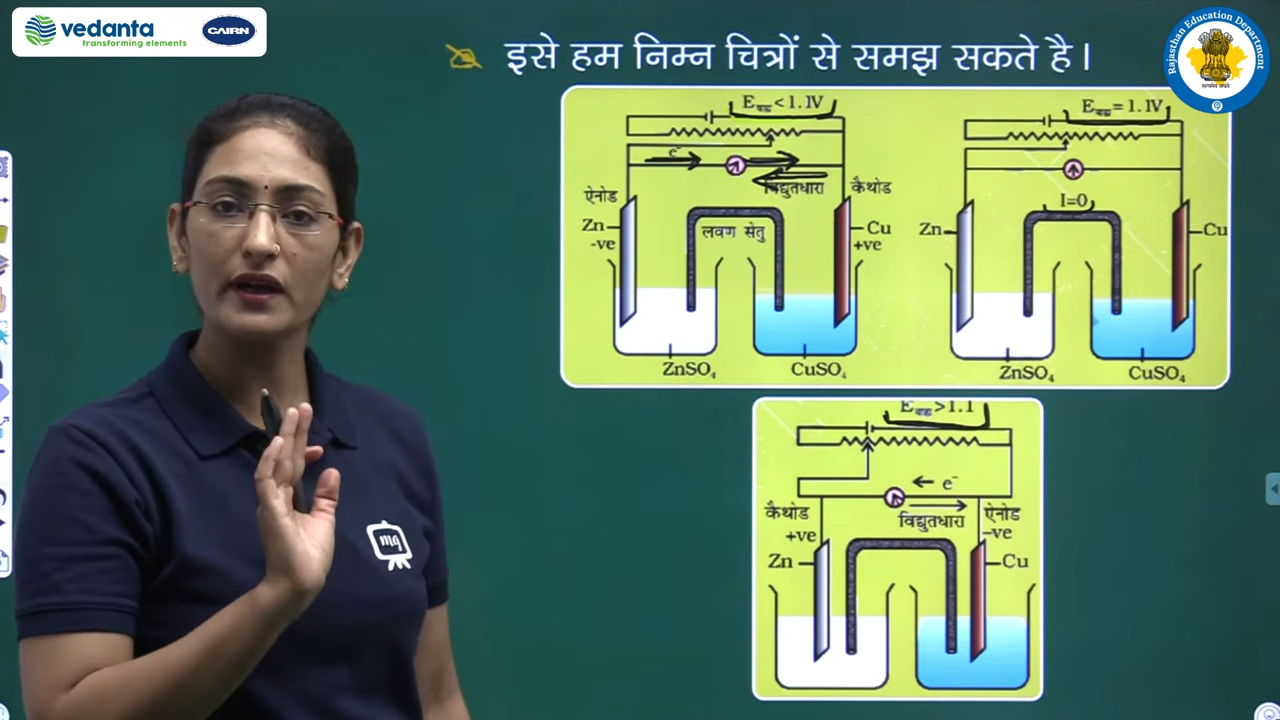 vedanta
transforming elements
CAIRN
इसे हम निम्न चित्रों से समझ सकते है।
Rajasthan Education Department
E बाह्य < 1.1V
e⁻
विद्युतधारा
ऐनोड
कैथोड
Zn
-ve
लवण सेतु
Cu
+ve
ZnSO₄
CuSO₄
E बाह्य = 1.1V
I=0
Zn
Cu
ZnSO₄
CuSO₄
E बाह्य >1.1
e⁻
विद्युतधारा
कैथोड
+ve
ऐनोड
-ve
Zn
Cu
mq